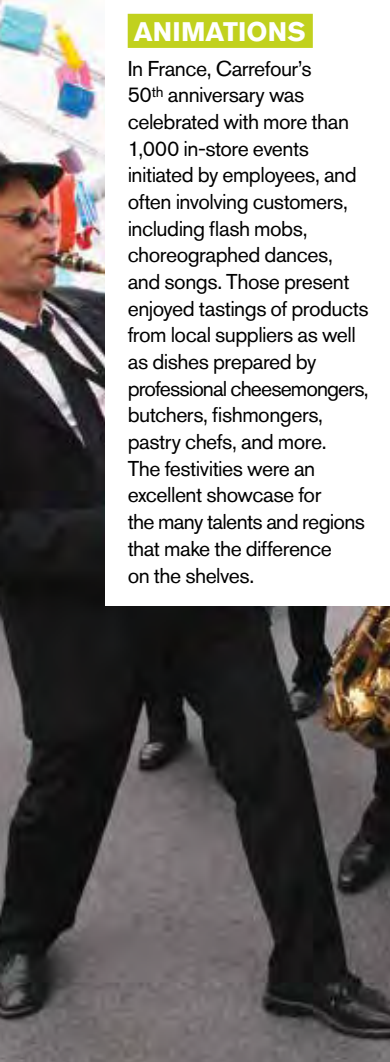 ANIMATIONS
In France, Carrefour’s
50th anniversary was
celebrated with more than
1,000 in-store events
initiated by employees, and
often involving customers,
including flash mobs,
choreographed dances,
and songs. Those present
enjoyed tastings of products
from local suppliers as well
as dishes prepared by
professional cheesemongers,
butchers, fishmongers,
pastry chefs, and more.
The festivities were an
excellent showcase for
the many talents and regions
that make the difference
on the shelves.